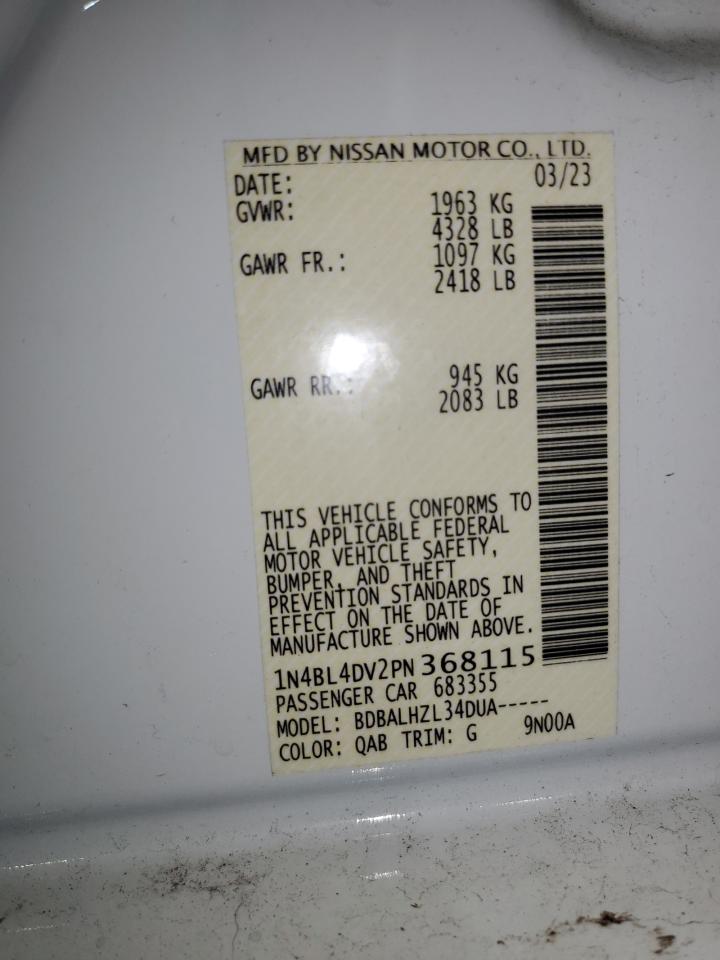 MFD BY NISSAN MOTOR CO., LTD.
DATE: 03/23
GVWR: 1963 KG
4328 LB
GAWR FR.: 1097 KG
2418 LB
GAWR RR.: 945 KG
2083 LB
THIS VEHICLE CONFORMS TO
ALL APPLICABLE FEDERAL
MOTOR VEHICLE SAFETY,
BUMPER, AND THEFT
PREVENTION STANDARDS IN
EFFECT ON THE DATE OF
MANUFACTURE SHOWN ABOVE.
1N4BL4DV2PN 368115
PASSENGER CAR 683355
MODEL: BDBALHZL34DUA-----
COLOR: QAB TRIM: G 9N00A